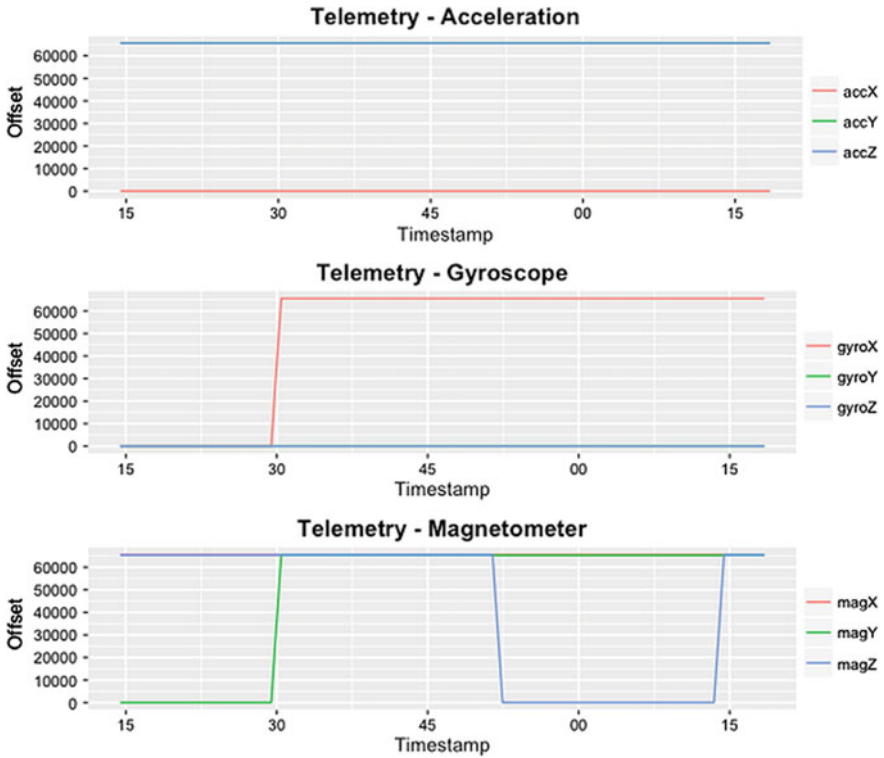 Telemetry - Acceleration
Offset
60000
50000
40000
30000
20000
10000
0
15 30 45 00 15
Timestamp
accX
accY
accZ
Telemetry - Gyroscope
Offset
60000
50000
40000
30000
20000
10000
0
15 30 45 00 15
Timestamp
gyroX
gyroY
gyroZ
Telemetry - Magnetometer
Offset
60000
50000
40000
30000
20000
10000
0
15 30 45 00 15
Timestamp
magX
magY
magZ